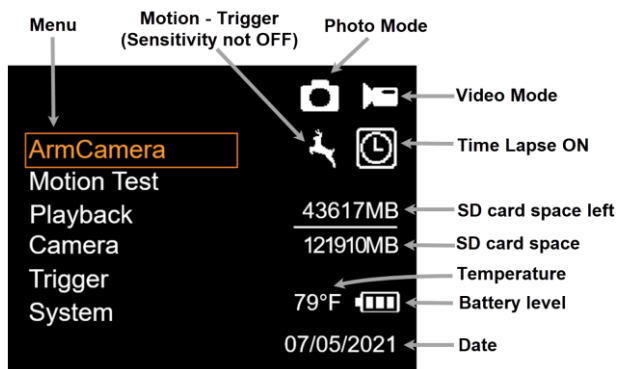 Menu
Motion - Trigger
(Sensitivity not OFF)
Photo Mode
Video Mode
Time Lapse ON
ArmCamera
Motion Test
Playback
Camera
Trigger
System
43617MB
SD card space left
121910MB
SD card space
Temperature
79°F
Battery level
07/05/2021
Date